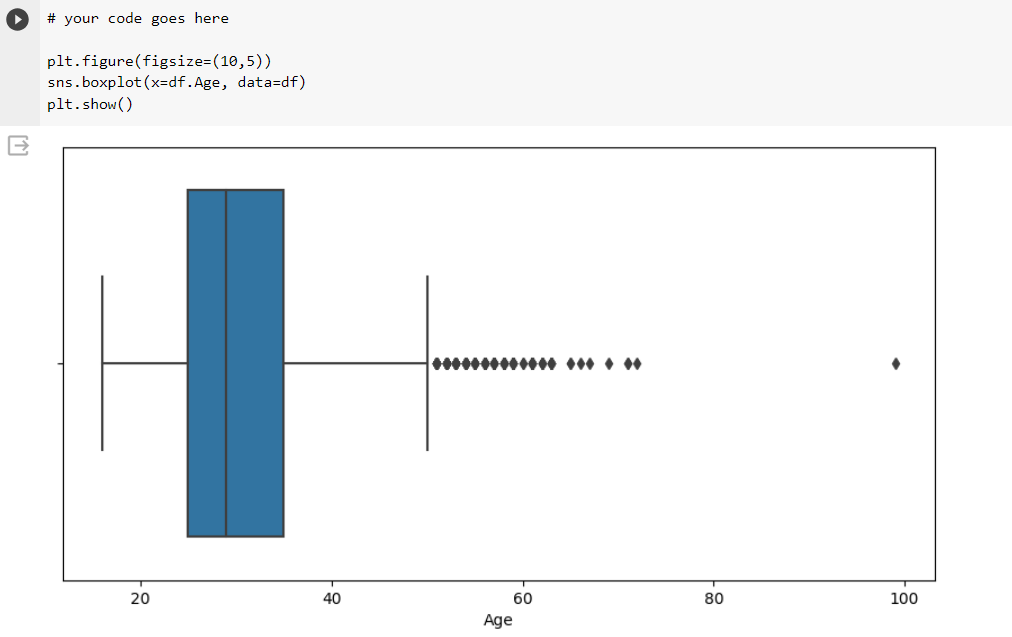 # your code goes here
plt.figure(figsize=(10,5))
sns.boxplot(x=df.Age, data=df)
plt.show()
20 40 60 80 100
Age